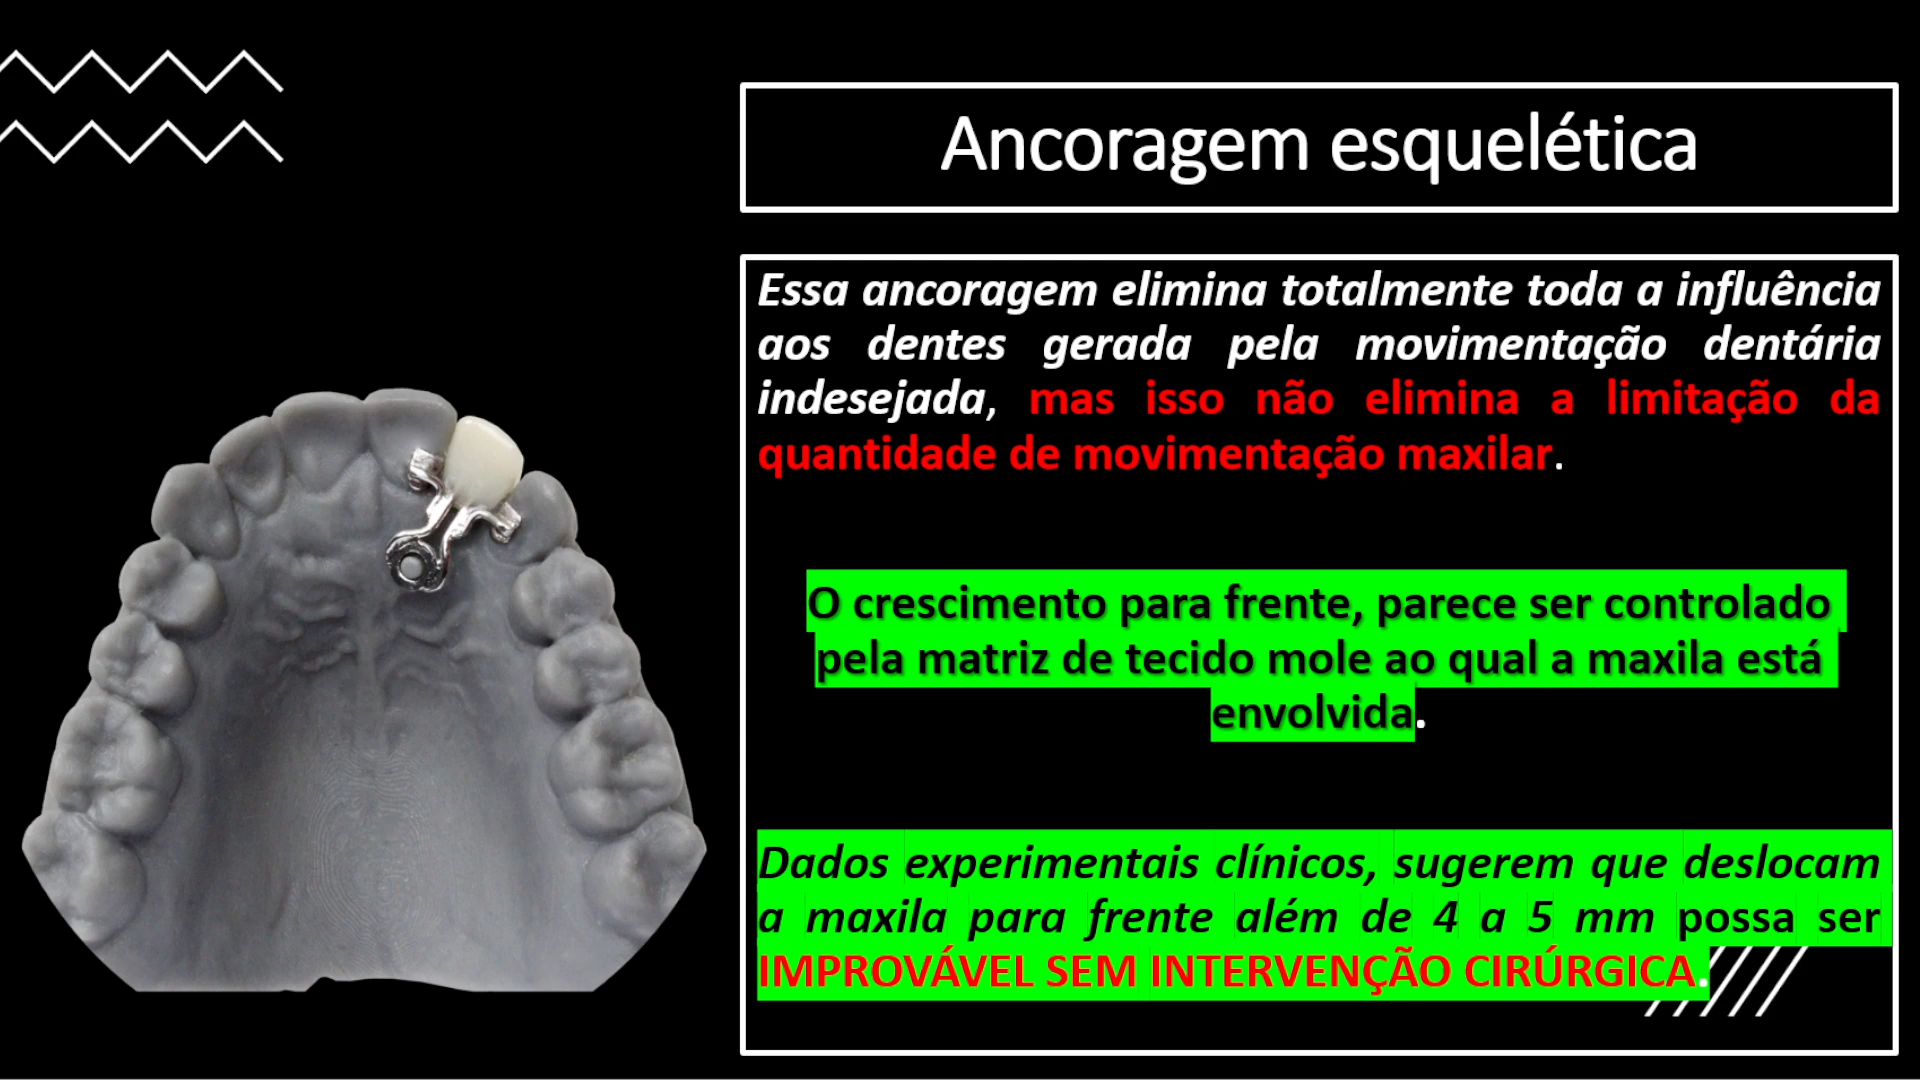 Ancoragem esquelética
Essa ancoragem elimina totalmente toda a influência
aos dentes gerada pela movimentação dentária
indesejada, mas isso não elimina a limitação da
quantidade de movimentação maxilar.
O crescimento para frente, parece ser controlado
pela matriz de tecido mole ao qual a maxila está
envolvida.
Dados experimentais clínicos, sugerem que deslocam
a maxila para frente além de 4 a 5 mm possa ser
IMPROVÁVEL SEM INTERVENÇÃO CIRÚRGICA.